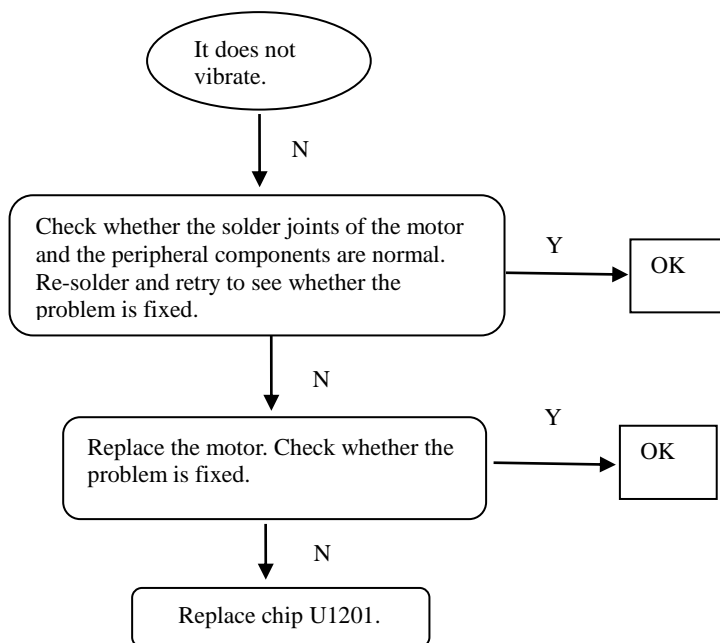 It does not
vibrate.
N
Check whether the solder joints of the motor
and the peripheral components are normal.
Re-solder and retry to see whether the
problem is fixed.
Y
OK
N
Replace the motor. Check whether the
problem is fixed.
Y
OK
N
Replace chip U1201.